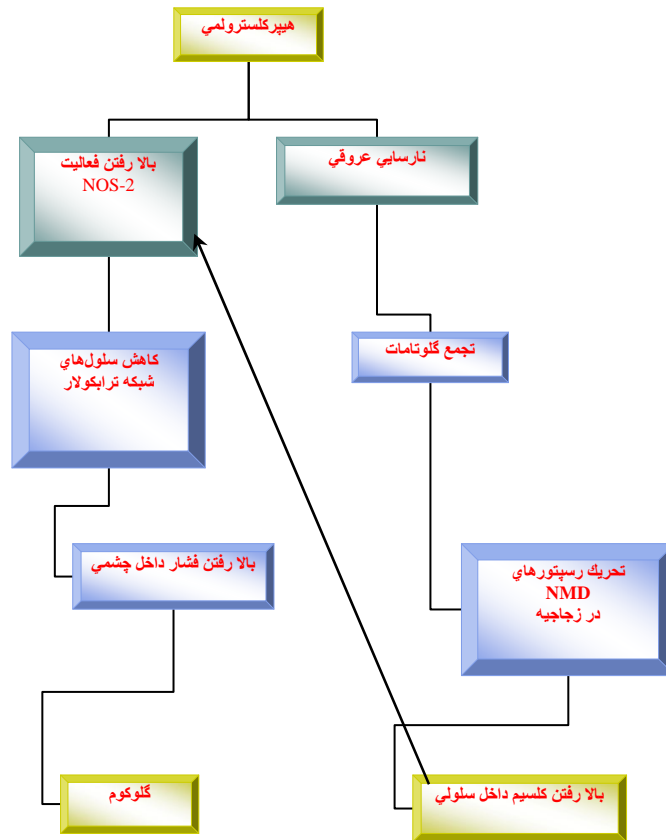 هيپركلسترولمي
بالا رفتن فعاليت
NOS-2
نارسايي عروقي
كاهش سلول‌هاي
شبكه ترابكولار
تجمع گلوتامات
بالا رفتن فشار داخل چشمي
تحريك رسپتورهاي
NMD
در زجاجيه
گلوكوم
بالا رفتن كلسيم داخل سلولي